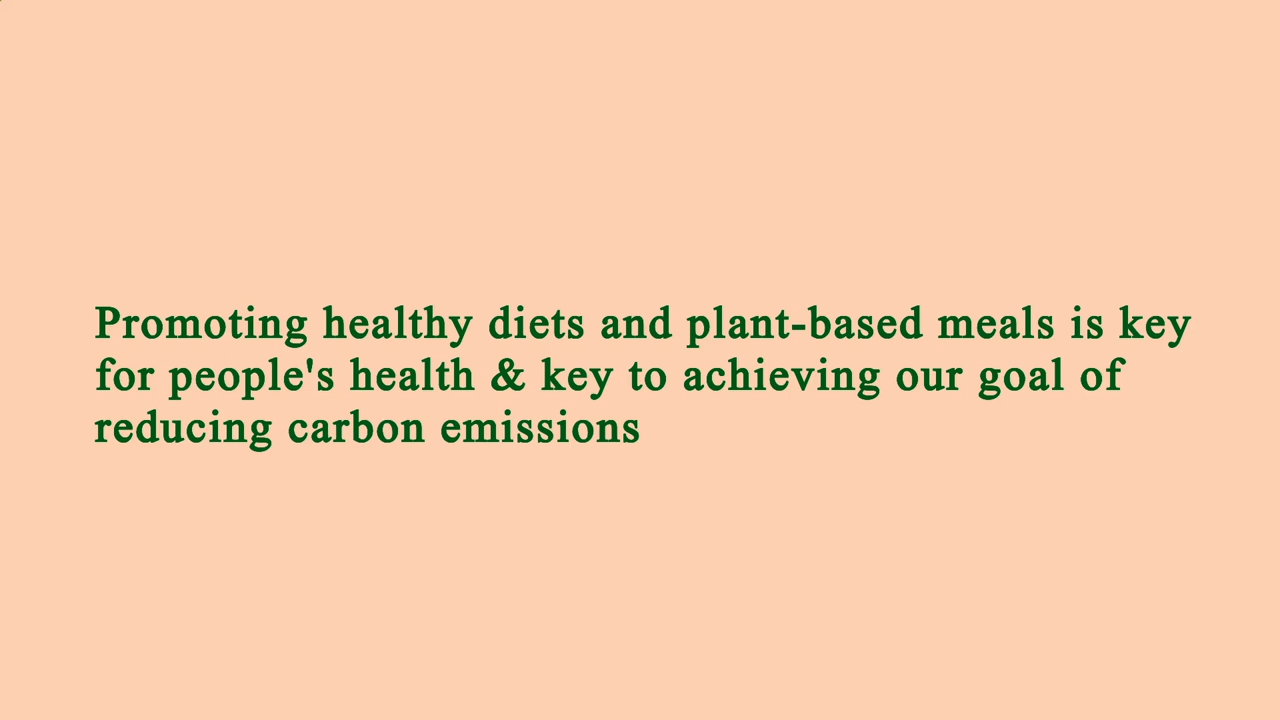 Promoting healthy diets and plant-based meals is key
for people's health & key to achieving our goal of
reducing carbon emissions